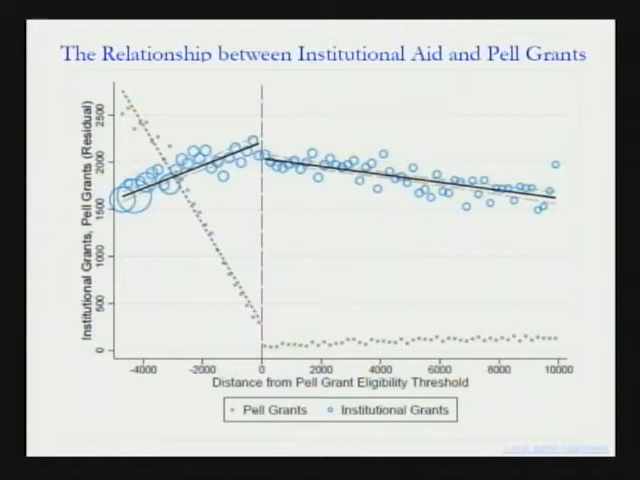 The Relationship between Institutional Aid and Pell Grants
Institutional Grants, Pell Grants (Residual)
2500
2000
1500
1000
500
0
-4000
-2000
0
2000
4000
6000
8000
10000
Distance from Pell Grant Eligibility Threshold
Pell Grants
Institutional Grants